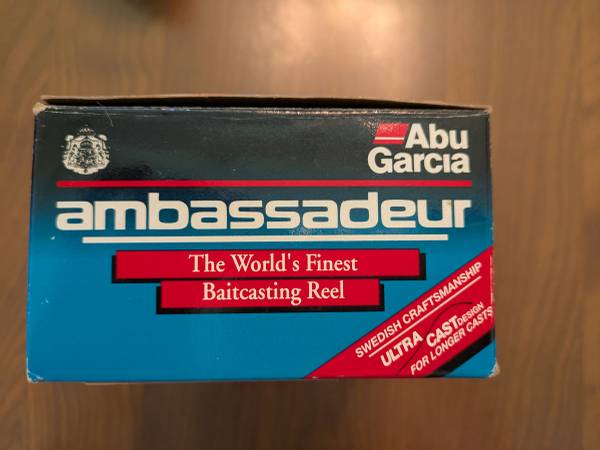 Abu
Garcia
ambassadeur
The World's Finest
Baitcasting Reel
SWEDISH CRAFTSMANSHIP
ULTRA CAST DESIGN
FOR LONGER CASTS